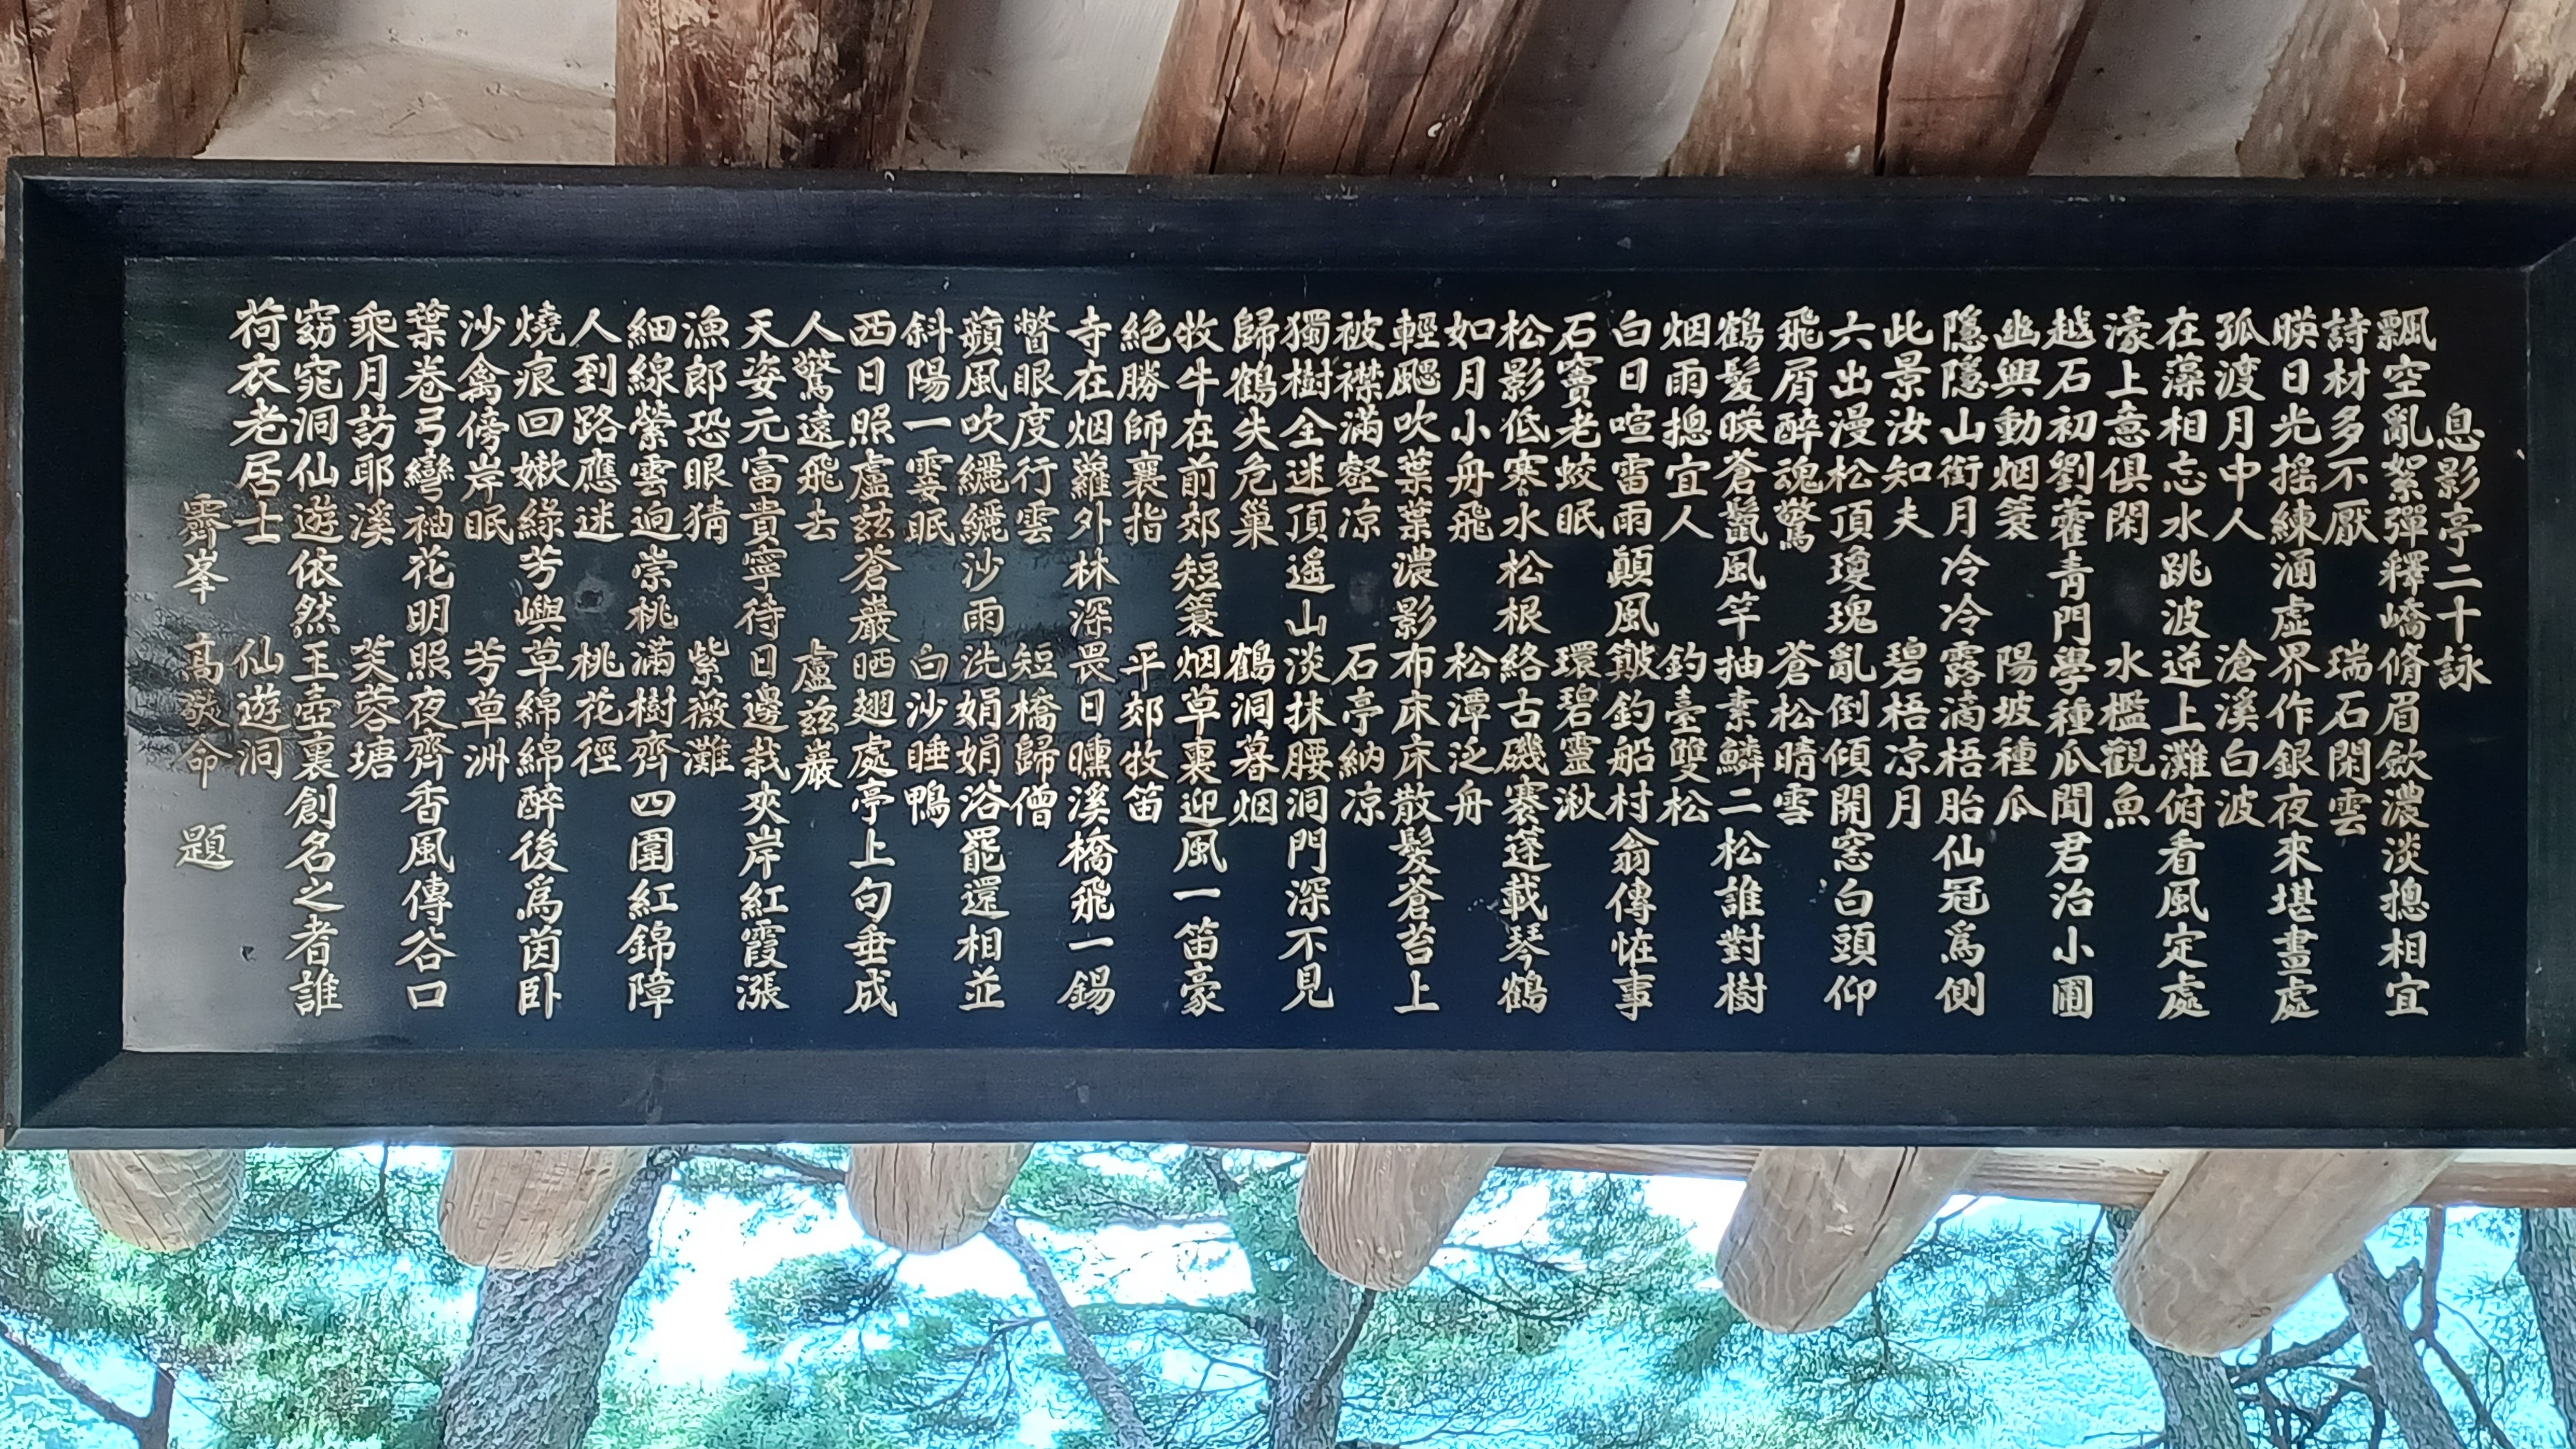 息影亭二十詠
飄空亂絮彈釋嶠脩眉斂濃淡摠相宜
詩材多不厭 瑞石閑雲
暎日光搖練涵虛界作銀夜來堪畫處
孤渡月中人 滄溪白波
在藻相忘水跳波逆上灘俯看風定處
濠上意俱閑 水檻觀魚
越石初劉藿靑門學種瓜聞君治小圃
幽興動烟蓑 陽坡種瓜
隱隱山銜月冷冷露滴梧胎仙冠爲側
此景汝知夫 碧梧凉月
六出漫松頂瓊瑰亂倒傾開窓白頭仰
飛屑醉魂驚 蒼松晴雪
鶴髮暎蒼鬣風竿抽素鱗二松誰對樹
烟雨摠宜人 釣臺雙松
白日喧雷雨顚風簸釣船村翁傳恠事
石竇老蛟眠 環碧靈湫
松影低寒水松根絡古磯寨蓬載琴鶴
如月小舟飛 松潭泛舟
輕颸吹葉葉濃影布床床散髮蒼苔上
被襟滿壑凉 石亭納凉
獨樹全迷頂遙山淡抹腰洞門深不見
歸鶴失危巢 鶴洞暮烟
牧牛在前郊短簑烟草裏迎風一笛豪
絕勝師襄指 平郊牧笛
寺在烟蘿外林深畏日曛溪橋飛一錫
瞥眼度行雲 短橋歸僧
蘋風吹纚纚沙雨洗娟娟浴罷還相並
斜陽一霎眠 白沙睡鴨
西日照盧玆蒼巖晒翅處亭上句垂成
人驚遠飛去 盧玆巖
天姿元富貴寧待日邊栽夾岸紅霞漲
漁郎恐眼猜 紫薇灘
細線縈雲逈崇桃滿樹齊四圍紅錦障
人到路應迷 桃花徑
燒痕回嫩綠芳嶼草綿綿醉後爲茵卧
沙禽傍岸眠 芳草洲
葉卷弓彎袖花明照夜齊香風傳谷口
乘月訪耶溪 芙蓉塘
窈窕洞仙遊依然玉壺裏創名之者誰
荷衣老居士 仙遊洞
霽峯 高敬命 題